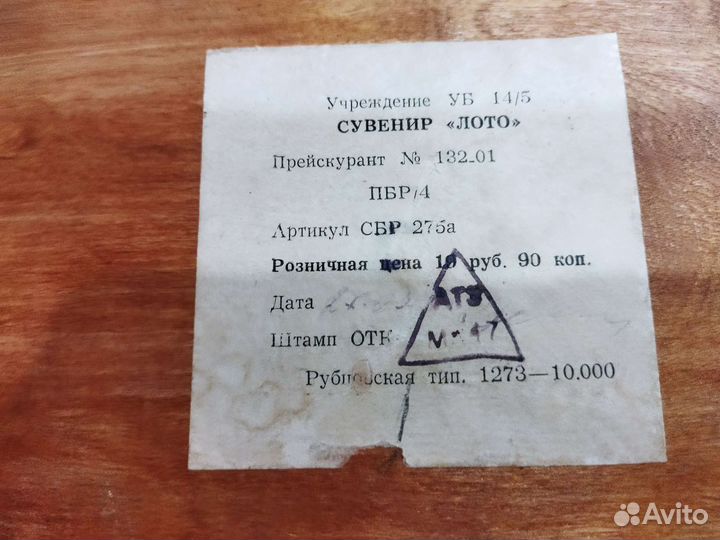 Учреждение УБ 14/5
СУВЕНИР «ЛОТО»
Прейскурант № 132-01
ПБР/4
Артикул СБР 275а
Розничная цена 10 руб. 90 коп.
Дата
Штамп ОТК
Рубцовская тип. 1273—10.000
Avito